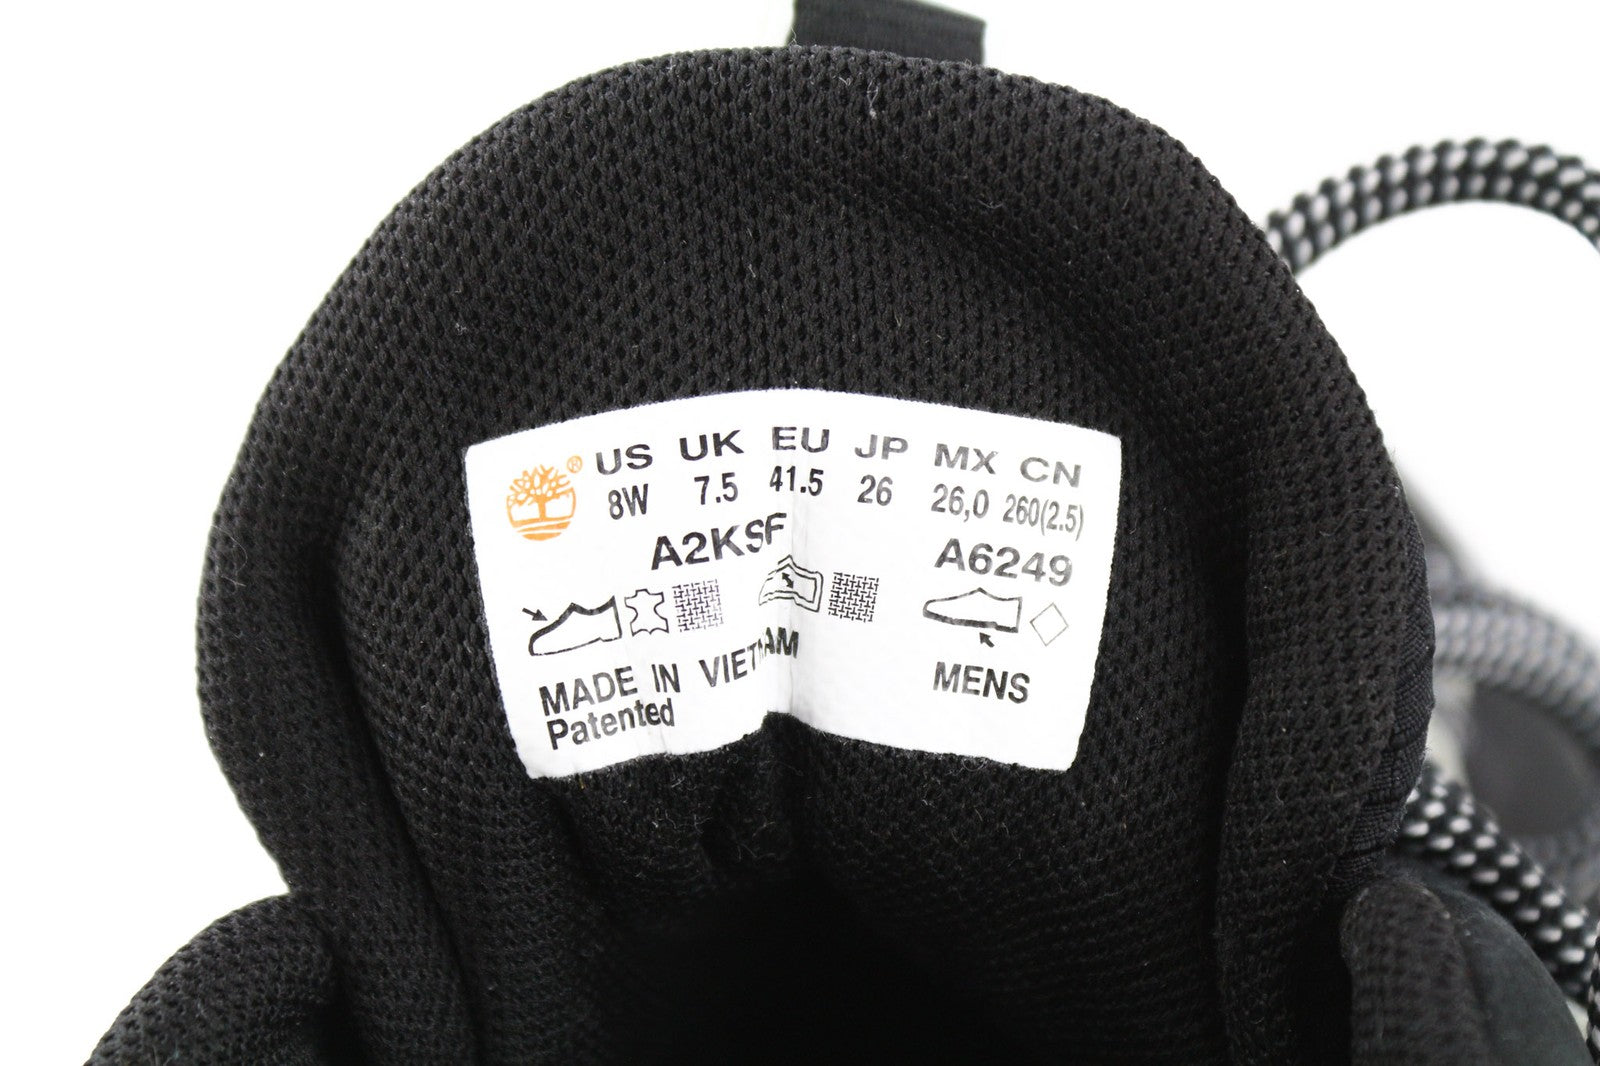 ® US UK EU JP MX CN
8W 7.5 41.5 26 26,0 260(2.5)
A2KSF A6249
MADE IN VIETNAM MENS
Patented